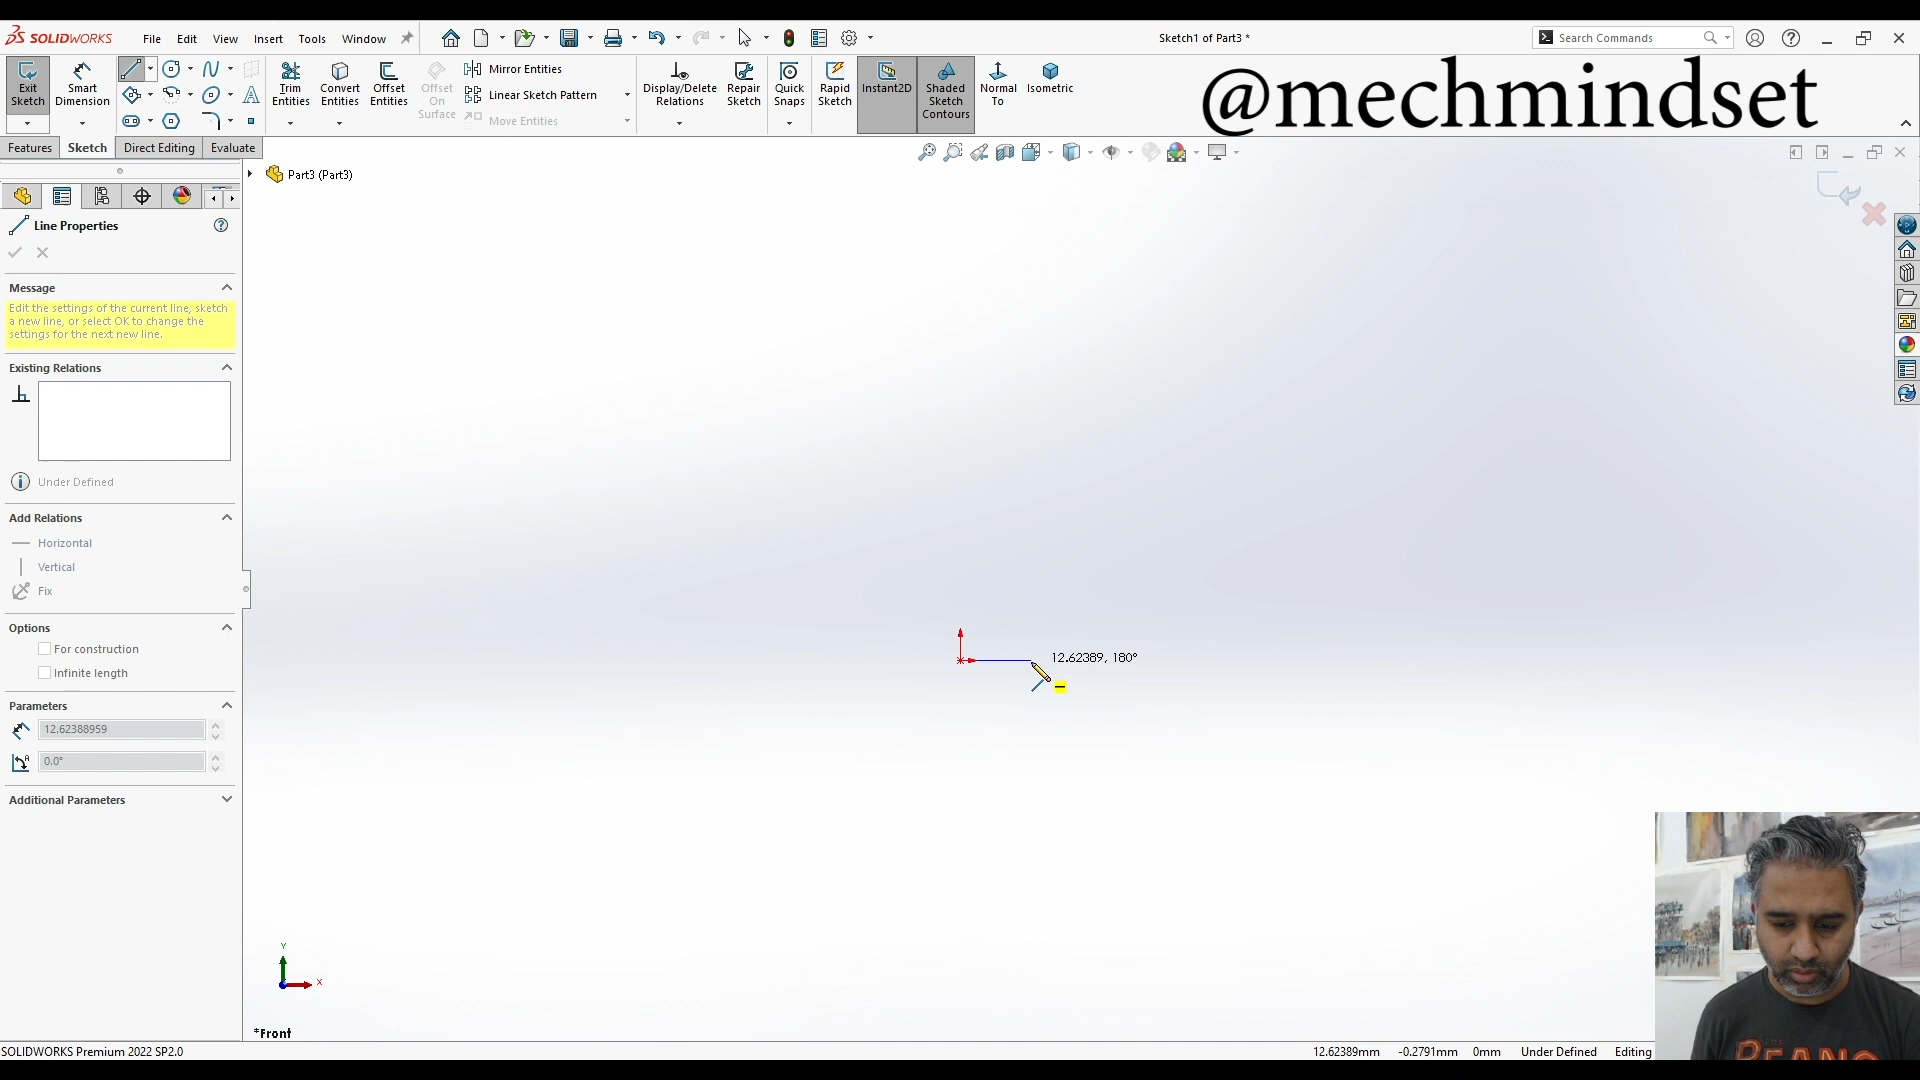 SOLIDWORKS
File Edit View Insert Tools Window
Sketch1 of Part3 *
Search Commands
Exit Sketch
Smart Dimension
Trim Entities
Convert Entities
Offset Entities
Offset On Surface
Mirror Entities
Linear Sketch Pattern
Move Entities
Display/Delete Relations
Repair Sketch
Quick Snaps
Rapid Sketch
Instant2D
Shaded Sketch Contours
Normal To
Isometric
@mechmindset
Features Sketch Direct Editing Evaluate
Part3 (Part3)
Line Properties
Message
Edit the settings of the current line, sketch
a new line, or select OK to change the
settings for the next new line.
Existing Relations
Under Defined
Add Relations
Horizontal
Vertical
Fix
Options
For construction
Infinite length
Parameters
12.62388959
0.0°
Additional Parameters
12.62389, 180°
Y
X
*Front
SOLIDWORKS Premium 2022 SP2.0
12.62389mm -0.2791mm 0mm Under Defined Editing